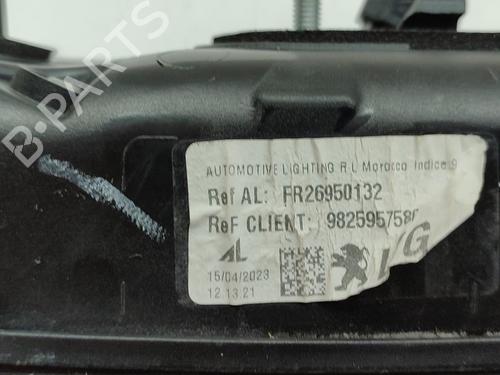 B-PARTS
AUTOMOTIVE LIGHTING R L Morocco Indice 9
Ref AL: FR26950132
Ref CLIENT: 982595758
AL
15/04/2023
12.13.21